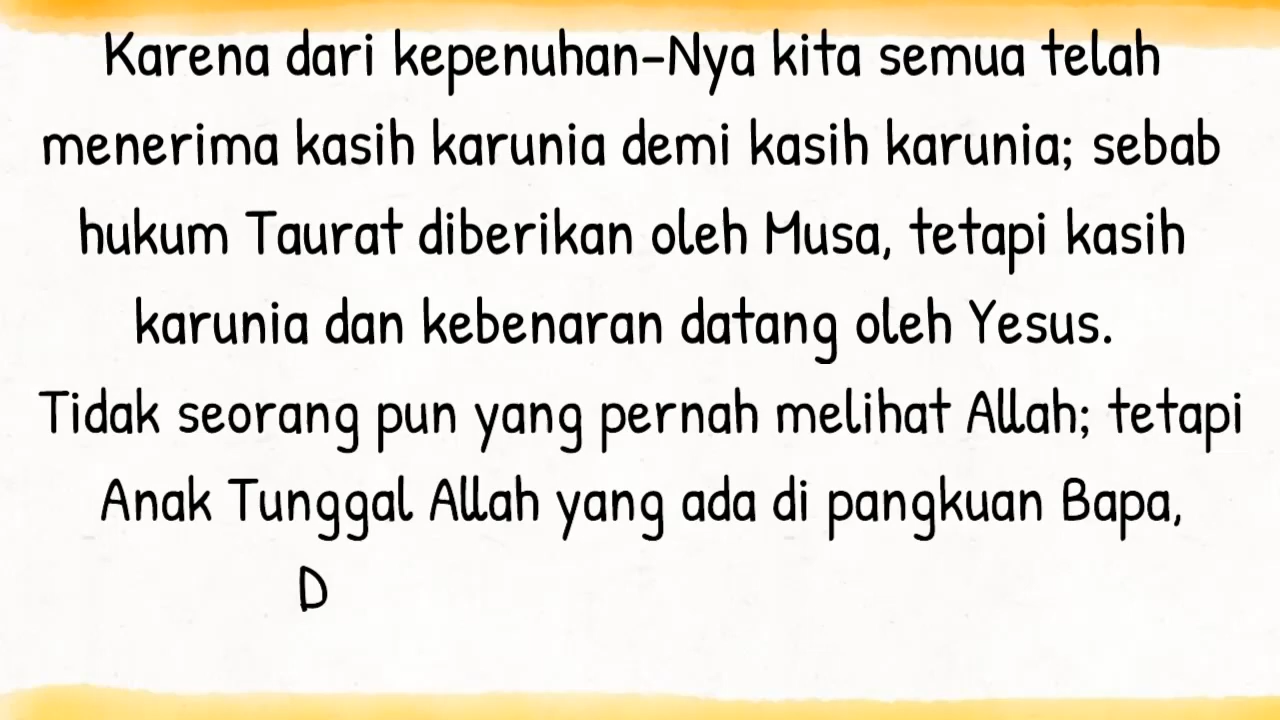 Karena dari kepenuhan-Nya kita semua telah
menerima kasih karunia demi kasih karunia; sebab
hukum Taurat diberikan oleh Musa, tetapi kasih
karunia dan kebenaran datang oleh Yesus.
Tidak seorang pun yang pernah melihat Allah; tetapi
Anak Tunggal Allah yang ada di pangkuan Bapa,
D